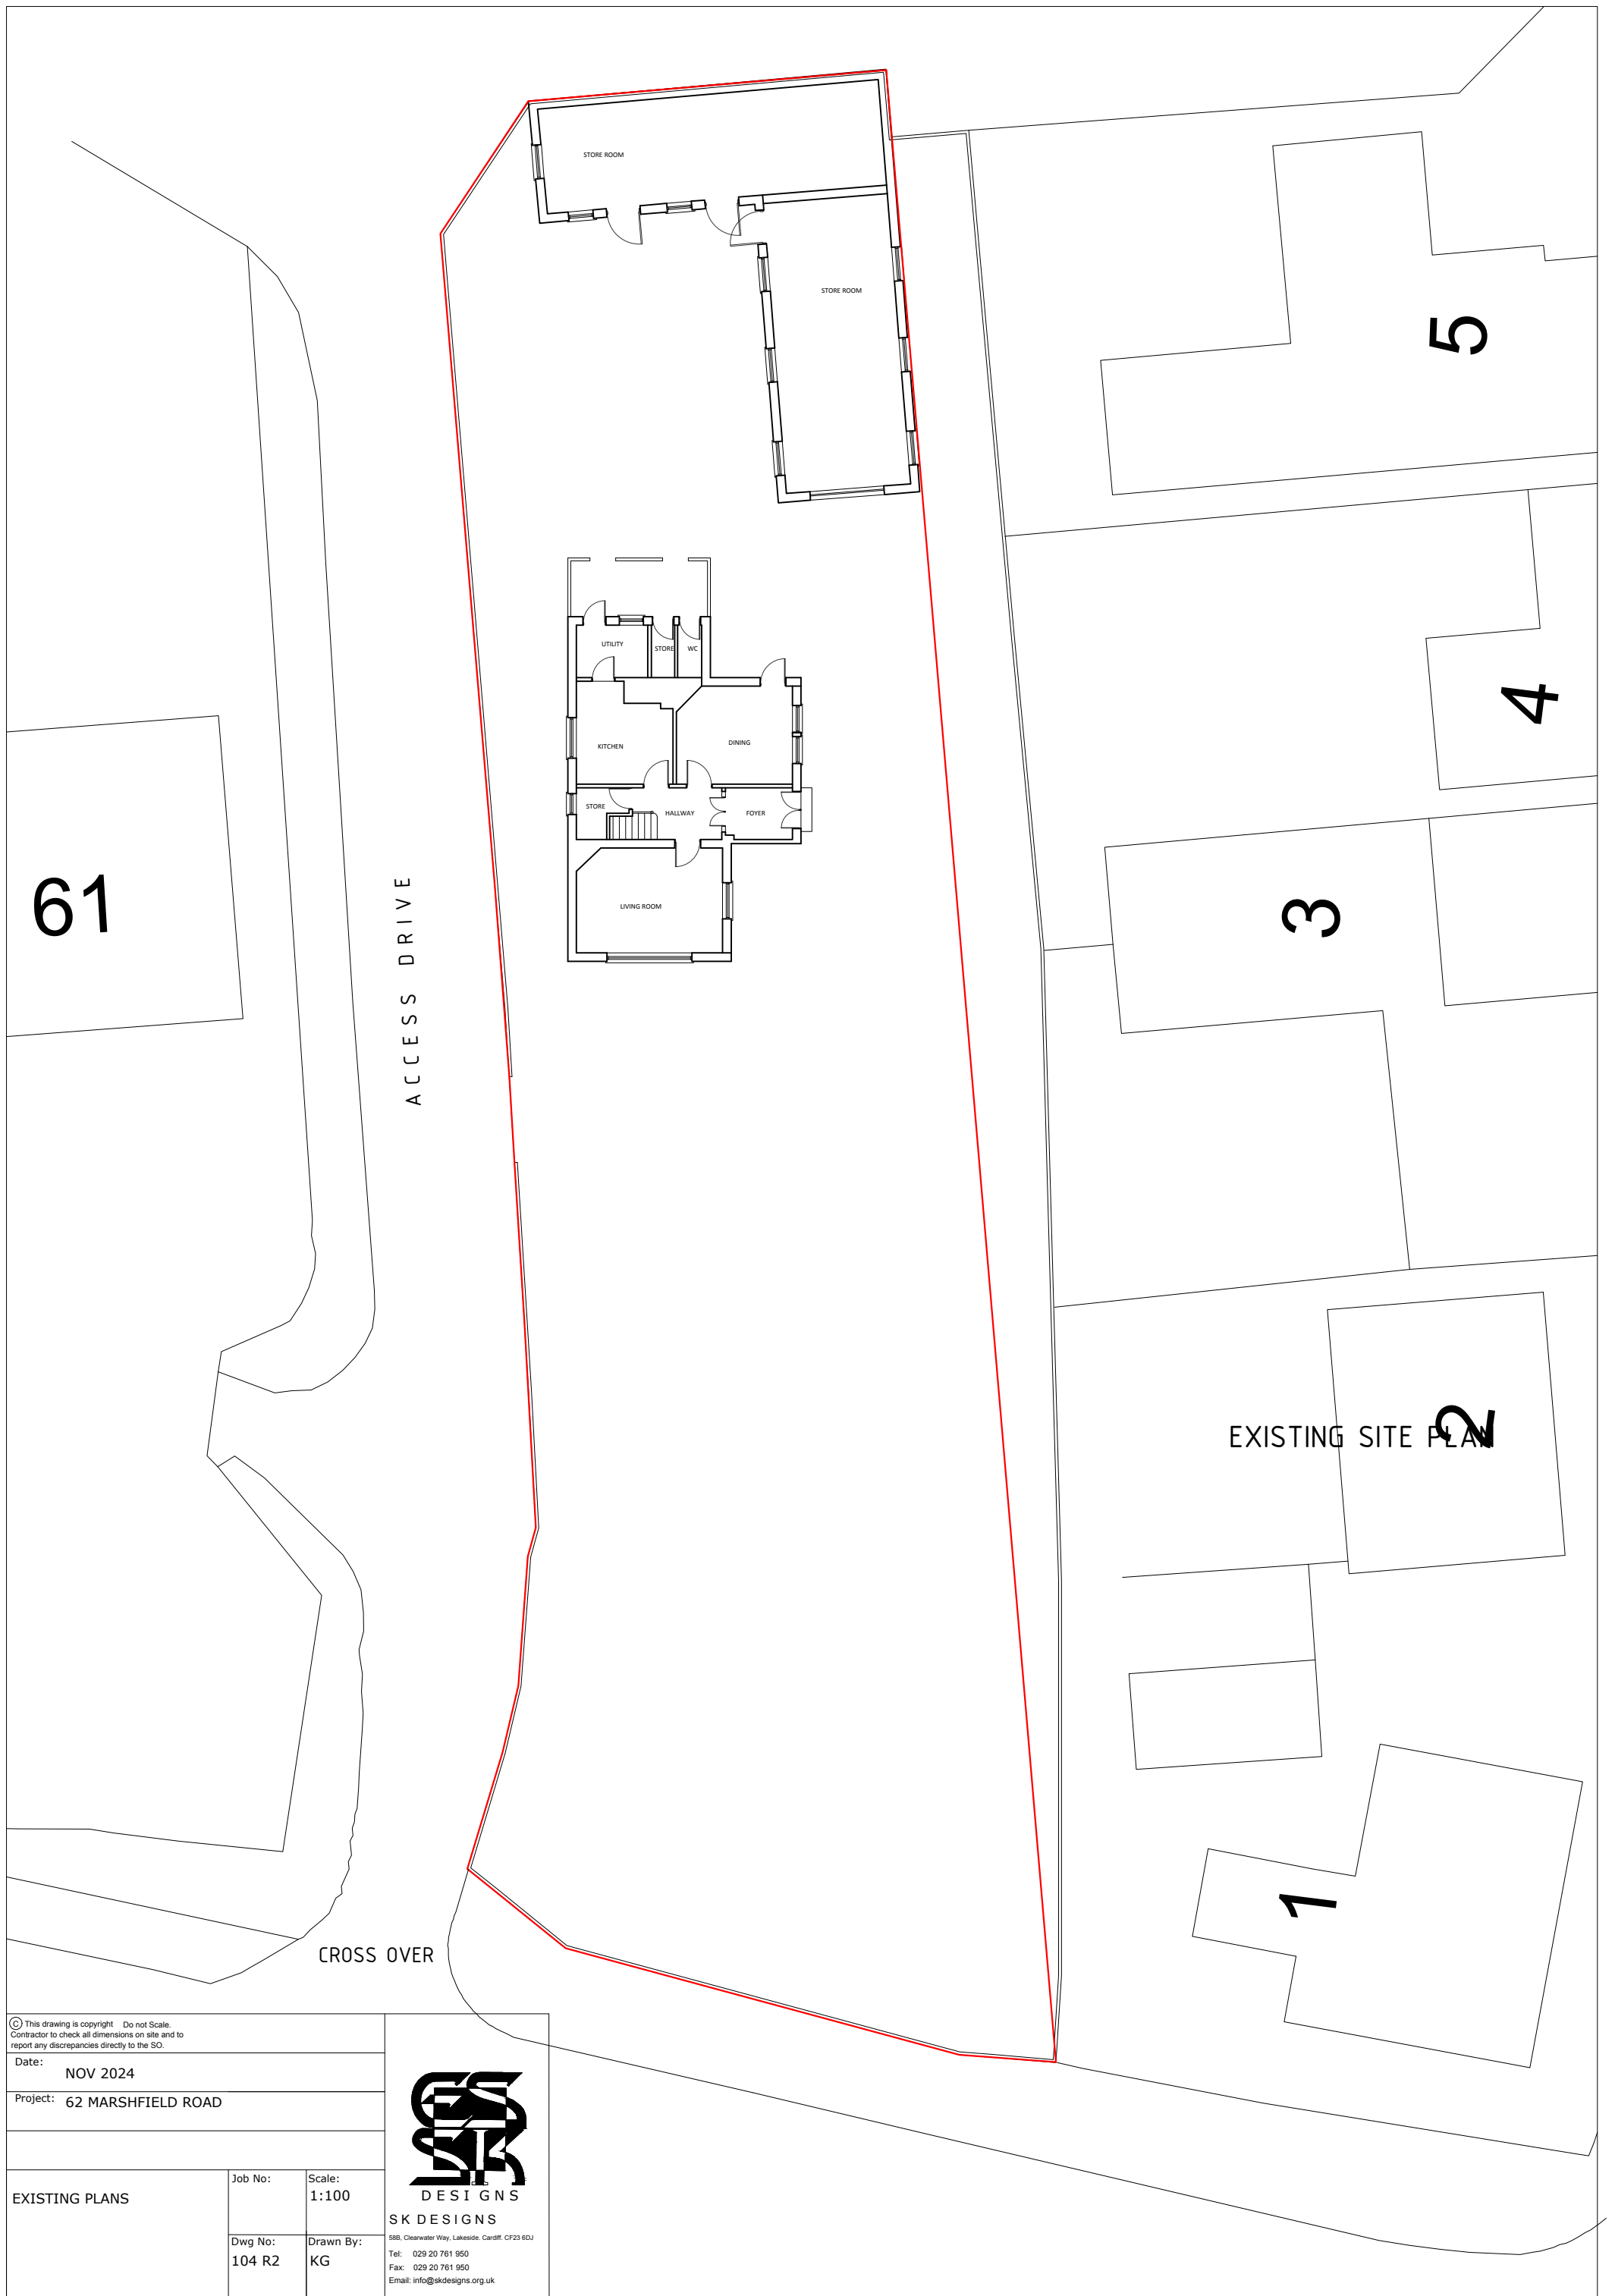 STORE ROOM
STORE ROOM
5
UTILITY
STORE
WC
4
KITCHEN
DINING
STORE
HALLWAY
FOYER
61
ACCESS DRIVE
LIVING ROOM
3
EXISTING SITE PLAN
2
1
CROSS OVER
© This drawing is copyright Do not Scale.
Contractor to check all dimensions on site and to
report any discrepancies directly to the SO.
Date: NOV 2024
Project: 62 MARSHFIELD ROAD
EXISTING PLANS
Job No:
Scale:
1:100
Dwg No:
104 R2
Drawn By:
KG
SK
DESIGNS
SK DESIGNS
58B, Clearwater Way, Lakeside. Cardiff. CF23 6DJ
Tel: 029 20 761 950
Fax: 029 20 761 950
Email: info@skdesigns.org.uk